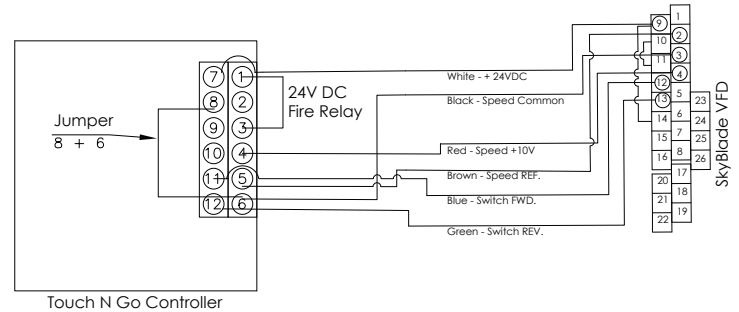 1
9
2
10
3
11
4
12
5
13
23
6
14
24
7
15
25
8
16
26
17
20
18
21
19
22
SkyBlade VFD
White - + 24VDC
Black - Speed Common
Red - Speed +10V
Brown - Speed REF.
Blue - Switch FWD.
Green - Switch REV.
24V DC
Fire Relay
7 1
8 2
9 3
10 4
11 5
12 6
Jumper
8 + 6
Touch N Go Controller